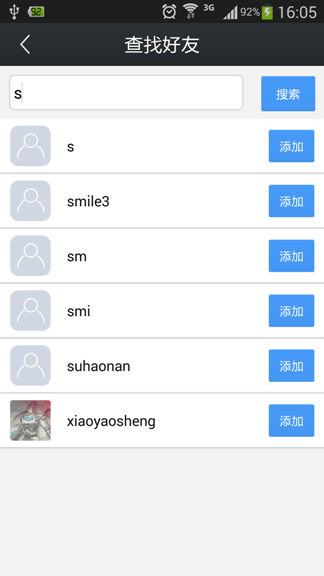 92
3G
92%
16:05
查找好友
s
搜索
s
添加
smile3
添加
sm
添加
smi
添加
suhaonan
添加
xiaoyaosheng
添加